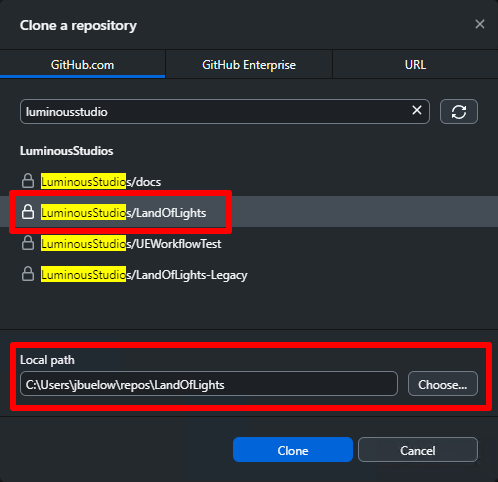 Clone a repository
GitHub.com
GitHub Enterprise
URL
luminousstudio
LuminousStudios
LuminousStudios/docs
LuminousStudios/LandOfLights
LuminousStudios/UEWorkflowTest
LuminousStudios/LandOfLights-Legacy
Local path
C:\Users\jbuelow\repos\LandOfLights
Choose...
Clone
Cancel